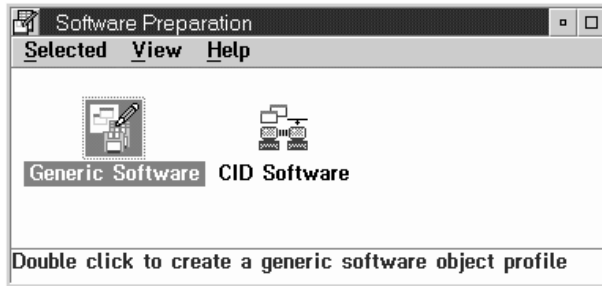 Software Preparation
Selected View Help
Generic Software CID Software
Double click to create a generic software object profile